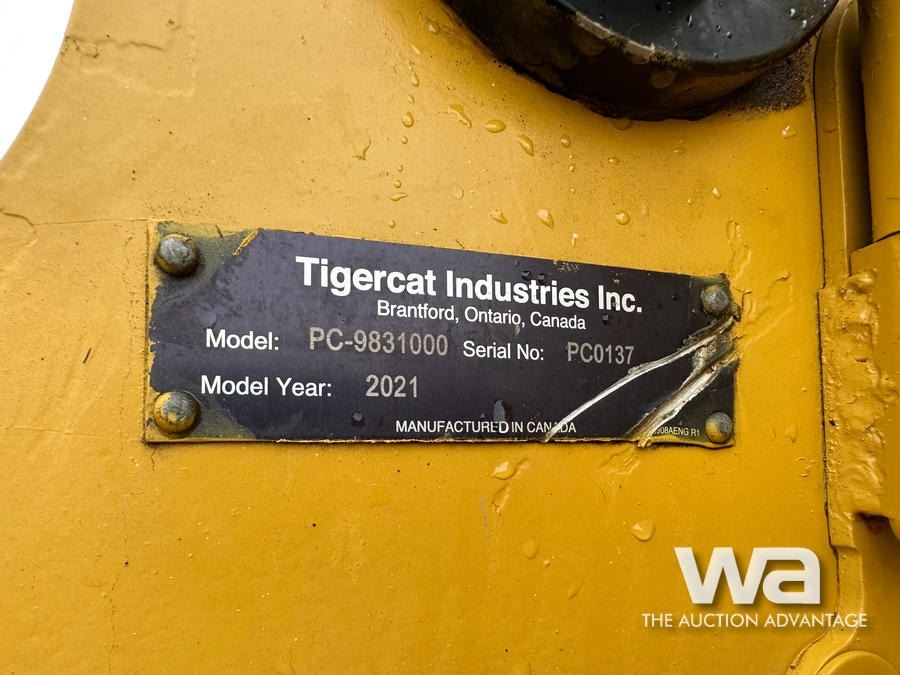 Tigercat Industries Inc.
Brantford, Ontario, Canada
Model: PC-9831000 Serial No: PC0137
Model Year: 2021
MANUFACTURED IN CANADA
R1
wa
THE AUCTION ADVANTAGE